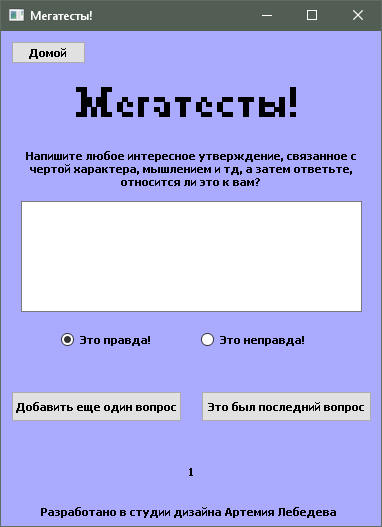 Мегатесты!
Домой
Мегатесты!
Напишите любое интересное утверждение, связанное с
чертой характера, мышлением и тд, а затем ответьте,
относится ли это к вам?
Это правда!
Это неправда!
Добавить еще один вопрос
Это был последний вопрос
1
Разработано в студии дизайна Артемия Лебедева